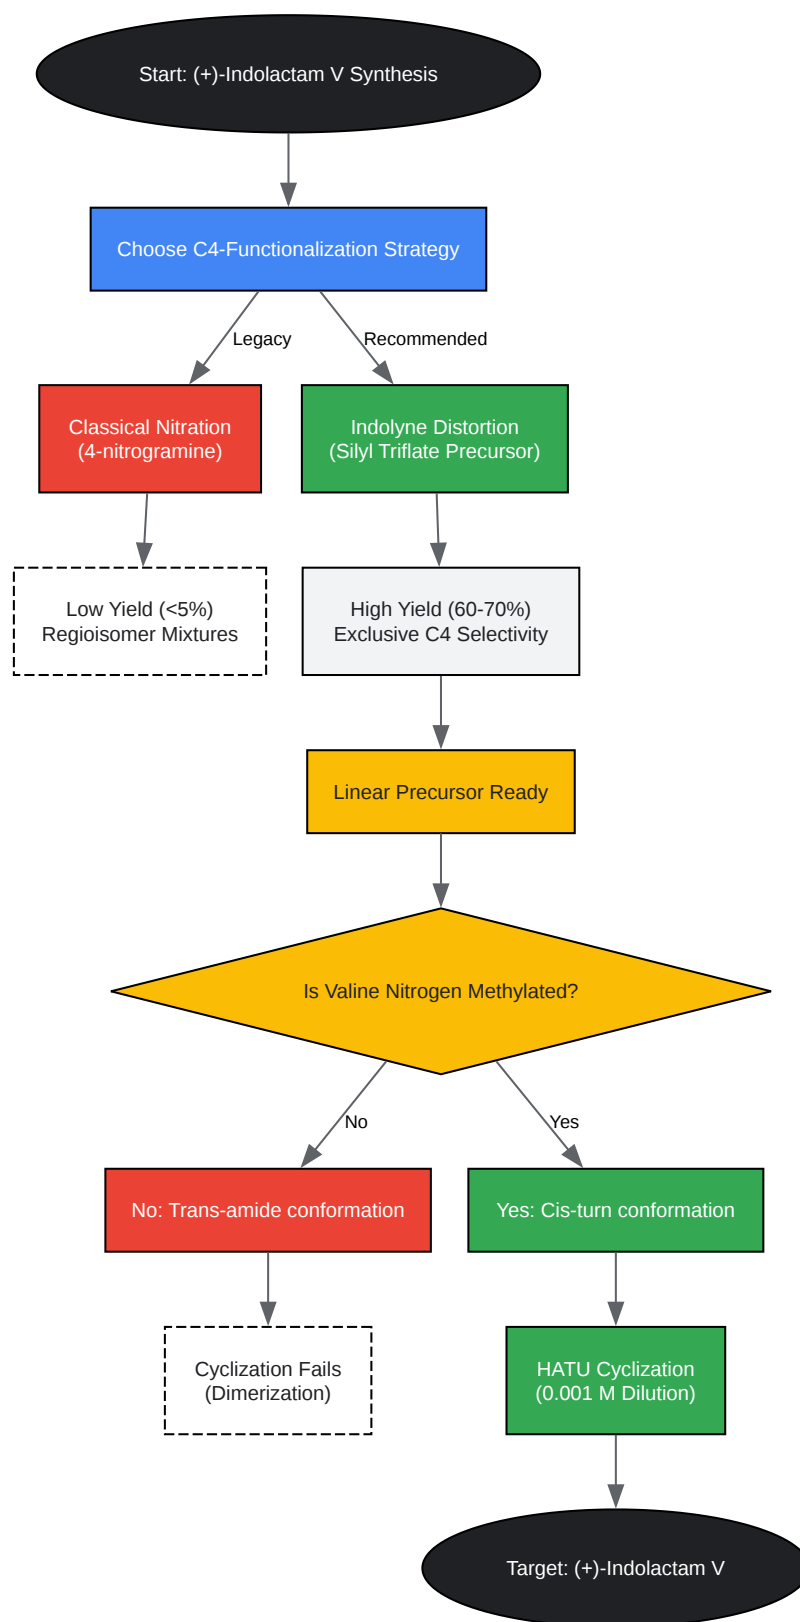 Start: (+)-Indolactam V Synthesis
Choose C4-Functionalization Strategy
Legacy
Recommended
Classical Nitration
(4-nitrogramine)
Indolyne Distortion
(Silyl Triflate Precursor)
Low Yield (<5%)
Regioisomer Mixtures
High Yield (60-70%)
Exclusive C4 Selectivity
Linear Precursor Ready
Is Valine Nitrogen Methylated?
No
Yes
No: Trans-amide conformation
Yes: Cis-turn conformation
Cyclization Fails
(Dimerization)
HATU Cyclization
(0.001 M Dilution)
Target: (+)-Indolactam V